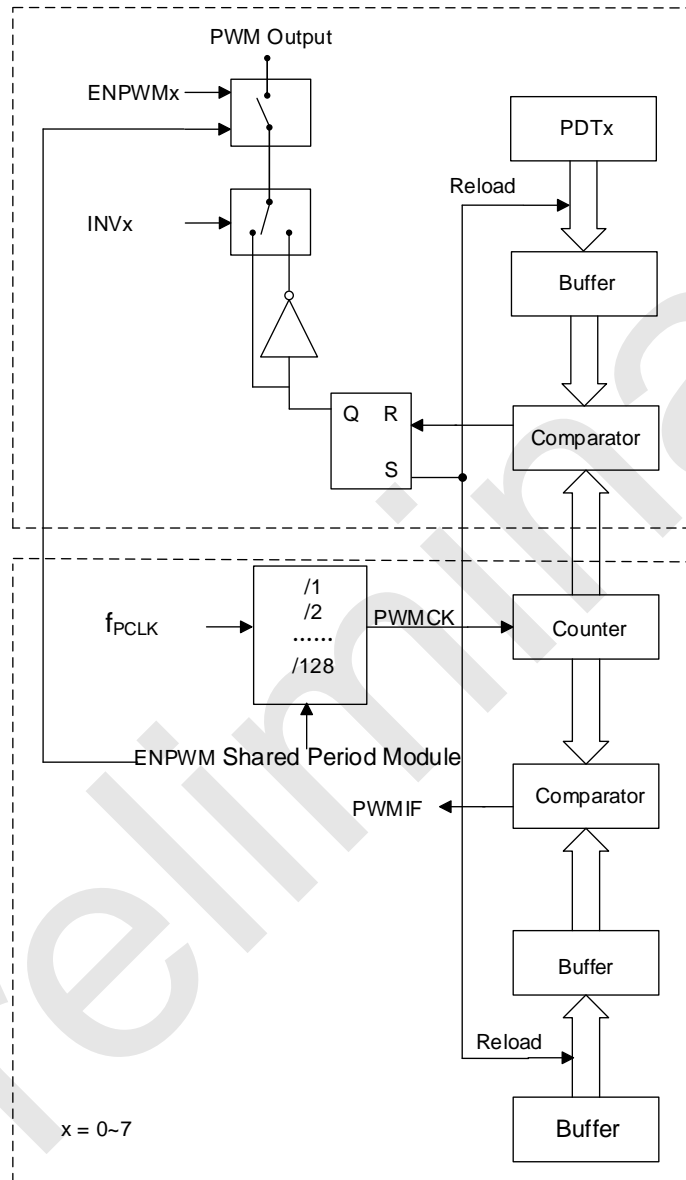 PWM Output
ENPWMx
PDTx
Reload
INVx
Buffer
Q R
Comparator
S
/1
/2
......
/128
fPCLK
PWMCK
Counter
ENPWM Shared Period Module
Comparator
PWMIF
Buffer
Reload
x = 0~7
Buffer